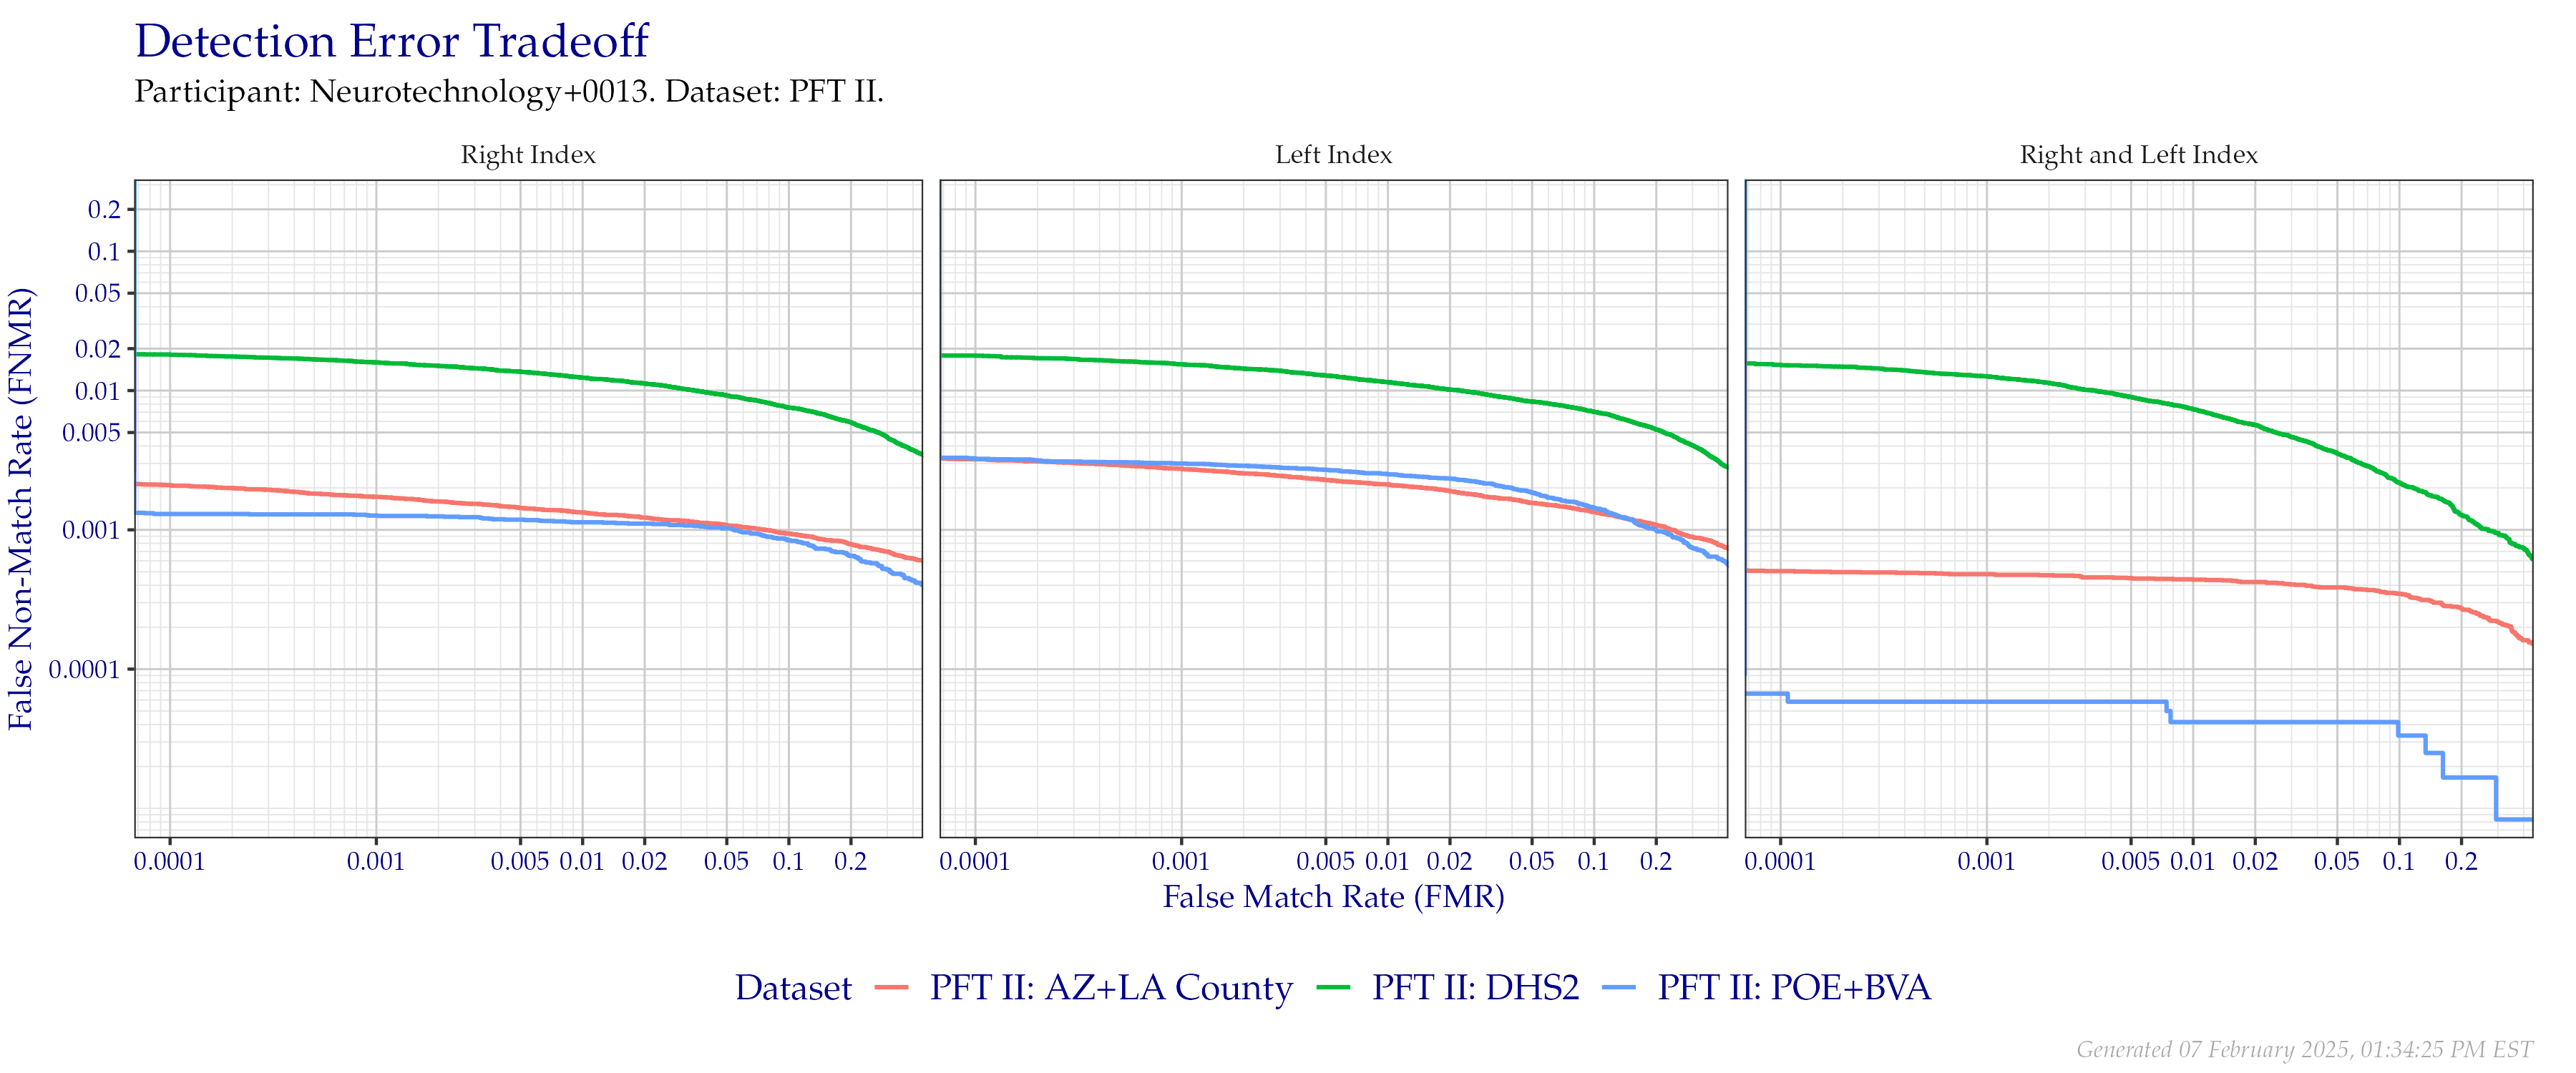 Detection Error Tradeoff
Participant: Neurotechnology+0013. Dataset: PFT II.
Right Index
Left Index
Right and Left Index
False Non-Match Rate (FNMR)
0.2
0.1
0.05
0.02
0.01
0.005
0.001
0.0001
0.0001 0.001 0.005 0.01 0.02 0.05 0.1 0.2
0.0001 0.001 0.005 0.01 0.02 0.05 0.1 0.2
0.0001 0.001 0.005 0.01 0.02 0.05 0.1 0.2
False Match Rate (FMR)
Dataset PFT II: AZ+LA County PFT II: DHS2 PFT II: POE+BVA
Generated 07 February 2025, 01:34:25 PM EST